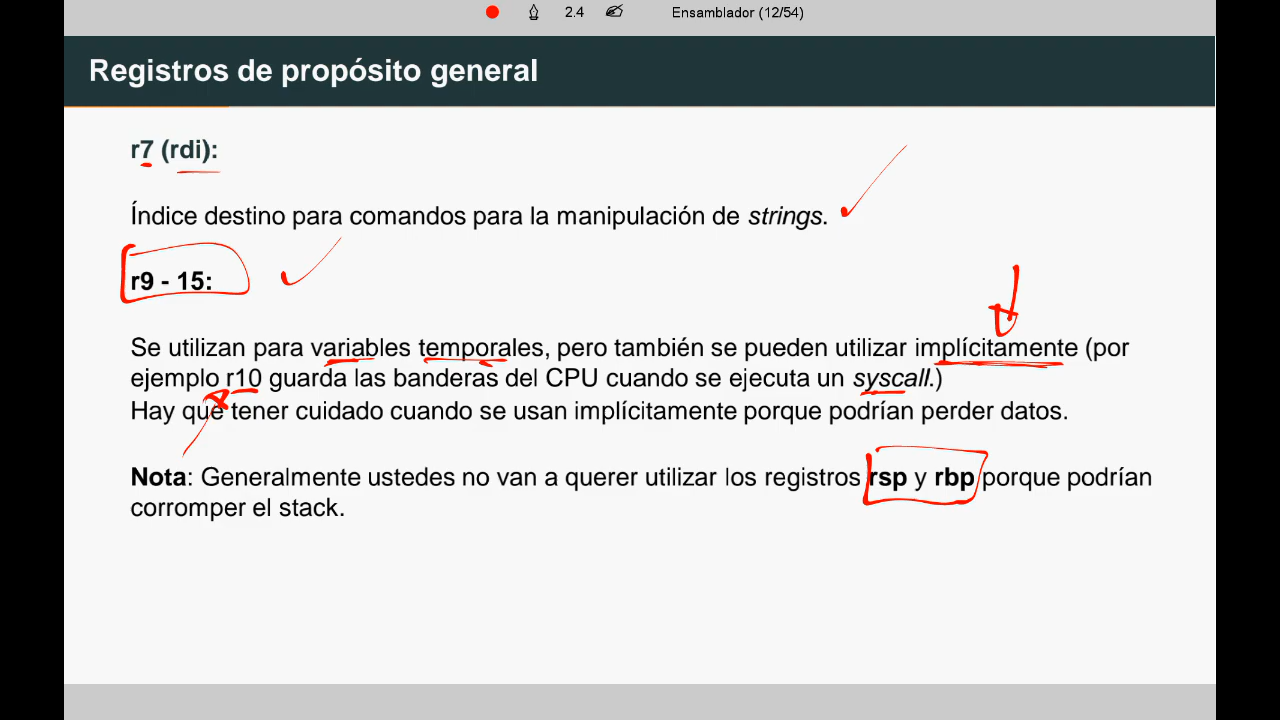 2.4 Ensamblador (12/54)
Registros de propósito general
r7 (rdi):
Índice destino para comandos para la manipulación de strings.
r9 - 15:
Se utilizan para variables temporales, pero también se pueden utilizar implícitamente (por
ejemplo r10 guarda las banderas del CPU cuando se ejecuta un syscall.)
Hay que tener cuidado cuando se usan implícitamente porque podrían perder datos.
Nota: Generalmente ustedes no van a querer utilizar los registros rsp y rbp porque podrían
corromper el stack.